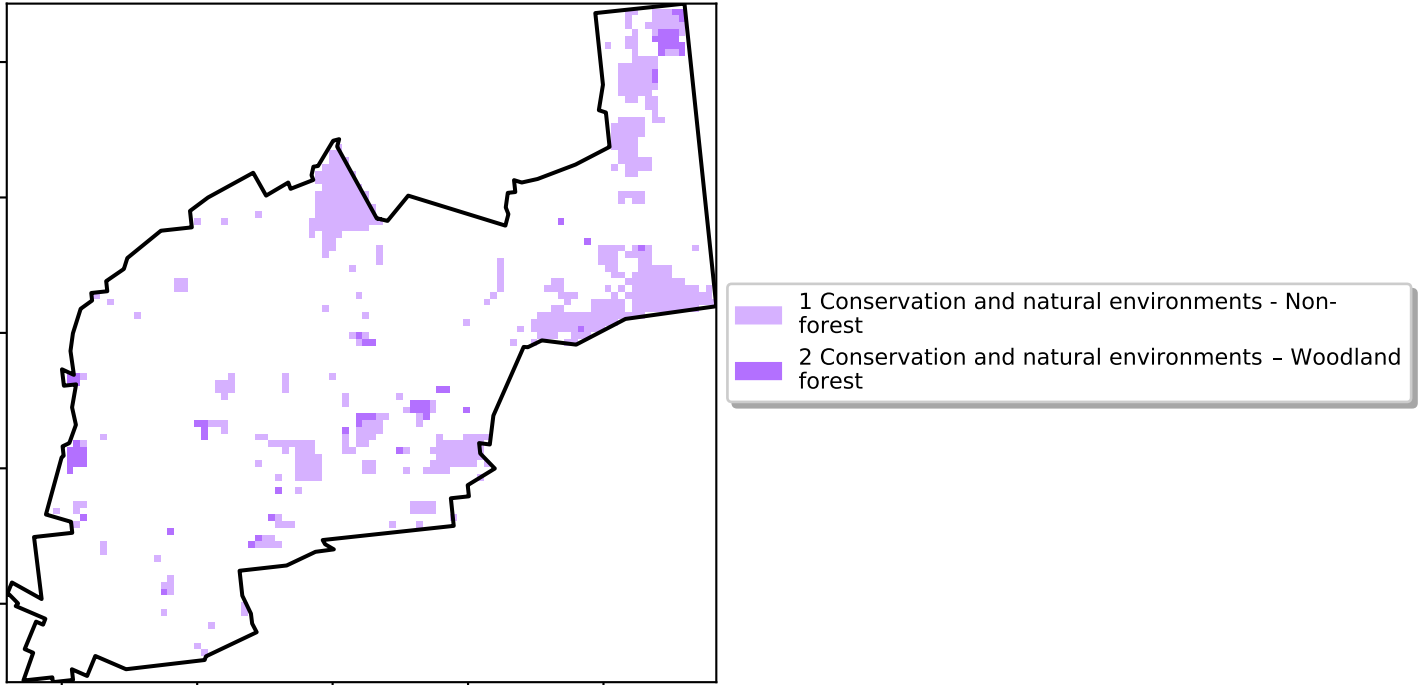 1 Conservation and natural environments - Non-
forest
2 Conservation and natural environments – Woodland
forest